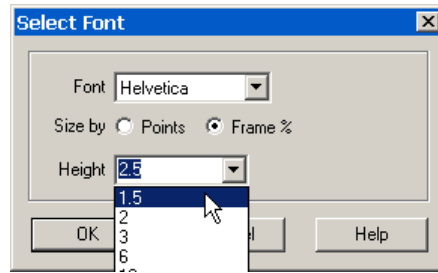 Select Font
Font Helvetica
Size by Points Frame %
Height 2.5
1.5
2
OK 3 Help
6